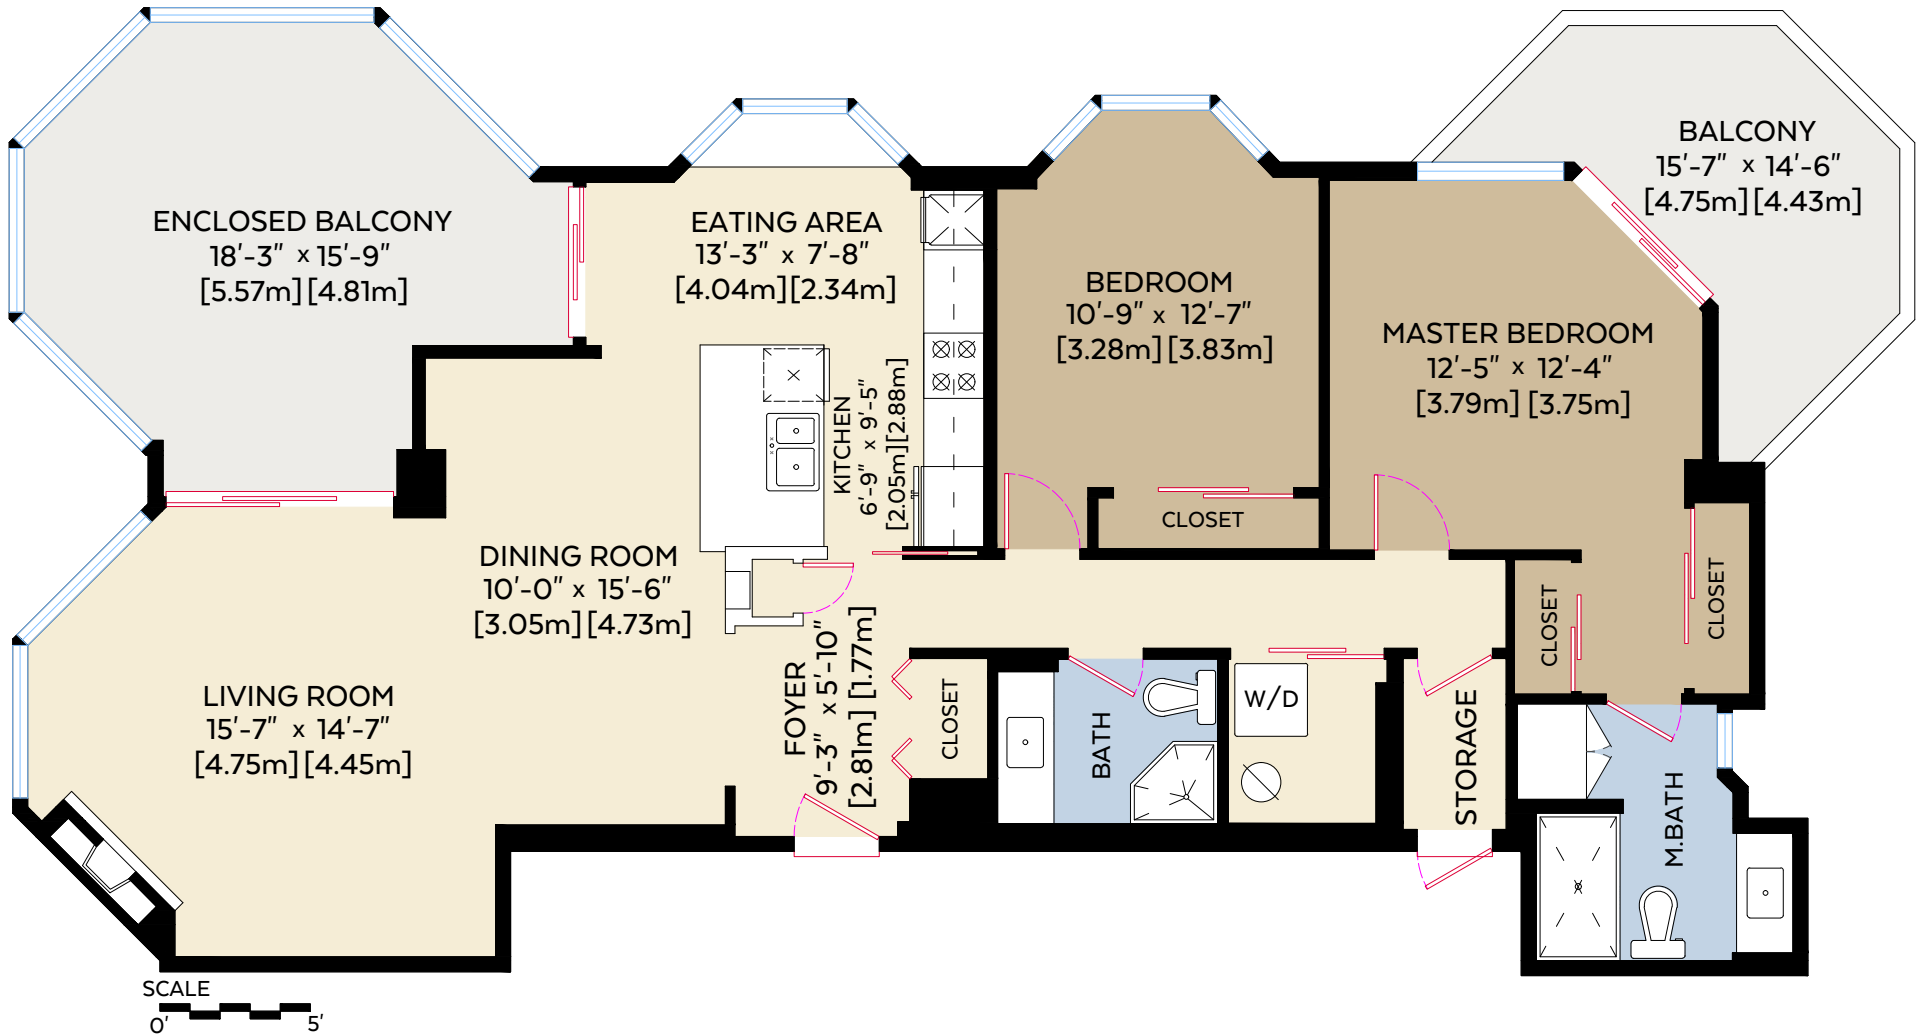 ENCLOSED BALCONY
18'-3" x 15'-9"
[5.57m] [4.81m]
EATING AREA
13'-3" x 7'-8"
[4.04m] [2.34m]
BEDROOM
10'-9" x 12'-7"
[3.28m] [3.83m]
MASTER BEDROOM
12'-5" x 12'-4"
[3.79m] [3.75m]
BALCONY
15'-7" x 14'-6"
[4.75m] [4.43m]
KITCHEN
6'-9" x 9'-5"
[2.05m] [2.88m]
CLOSET
DINING ROOM
10'-0" x 15'-6"
[3.05m] [4.73m]
CLOSET
CLOSET
LIVING ROOM
15'-7" x 14'-7"
[4.75m] [4.45m]
FOYER
9'-3" x 5'-10"
[2.81m] [1.77m]
CLOSET
BATH
W/D
STORAGE
M.BATH
SCALE
0' 5'